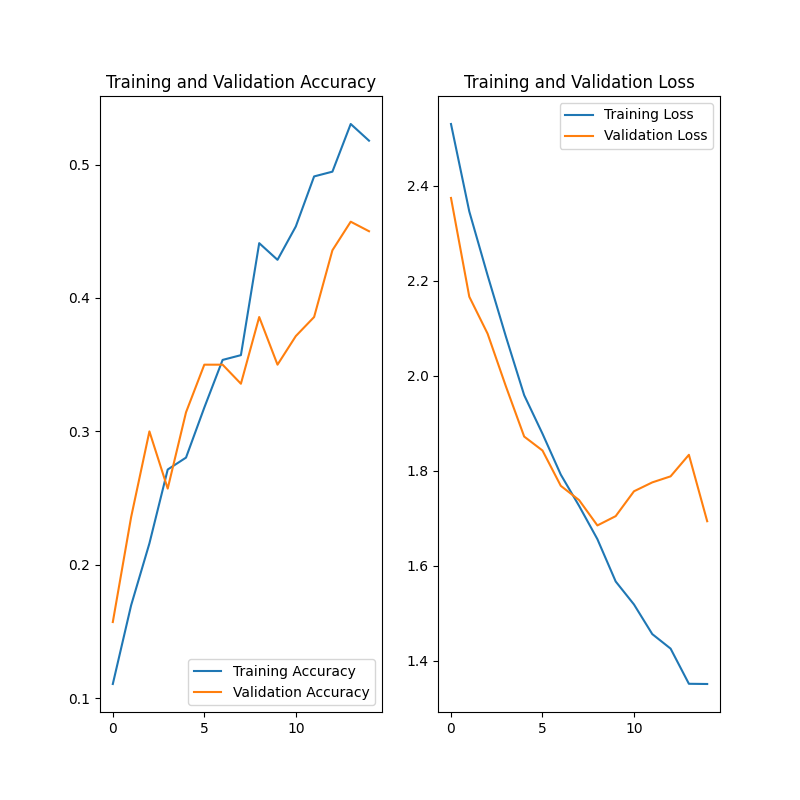 Training and Validation Accuracy
0.5
0.4
0.3
0.2
0.1
0 5 10
Training Accuracy
Validation Accuracy
Training and Validation Loss
Training Loss
Validation Loss
2.4
2.2
2.0
1.8
1.6
1.4
0 5 10